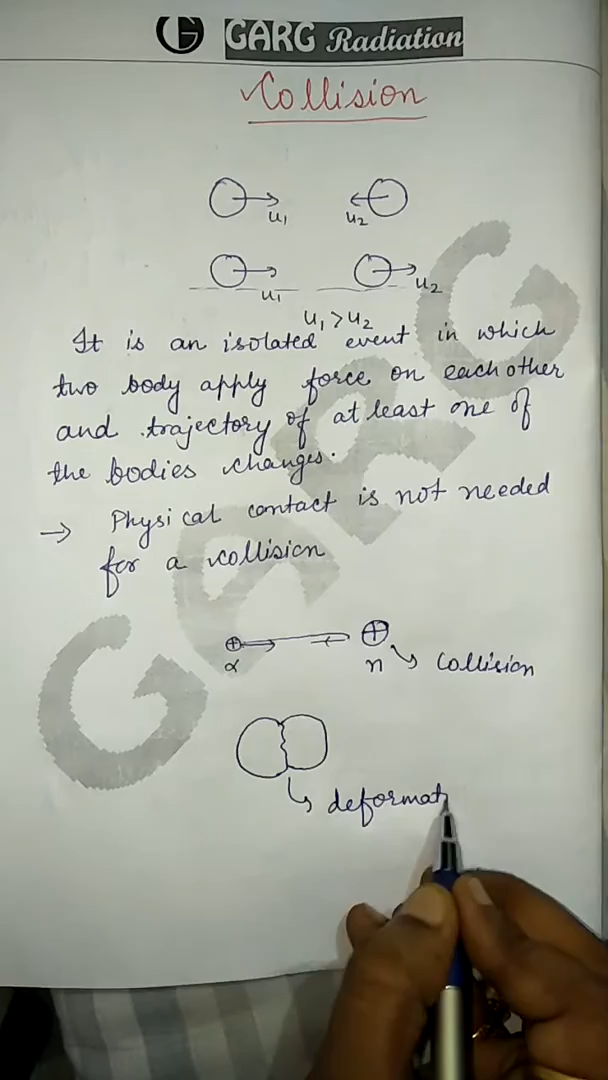 G GARG Radiation
Collision
u₁ u₂
u₁ u₂
u₁ > u₂
It is an isolated event in which
two body apply force on each other
and trajectory of at least one of
the bodies changes.
→ Physical contact is not needed
for a collision
⊕ ⊕
α n ↳ Collision
↳ deformat
GARG